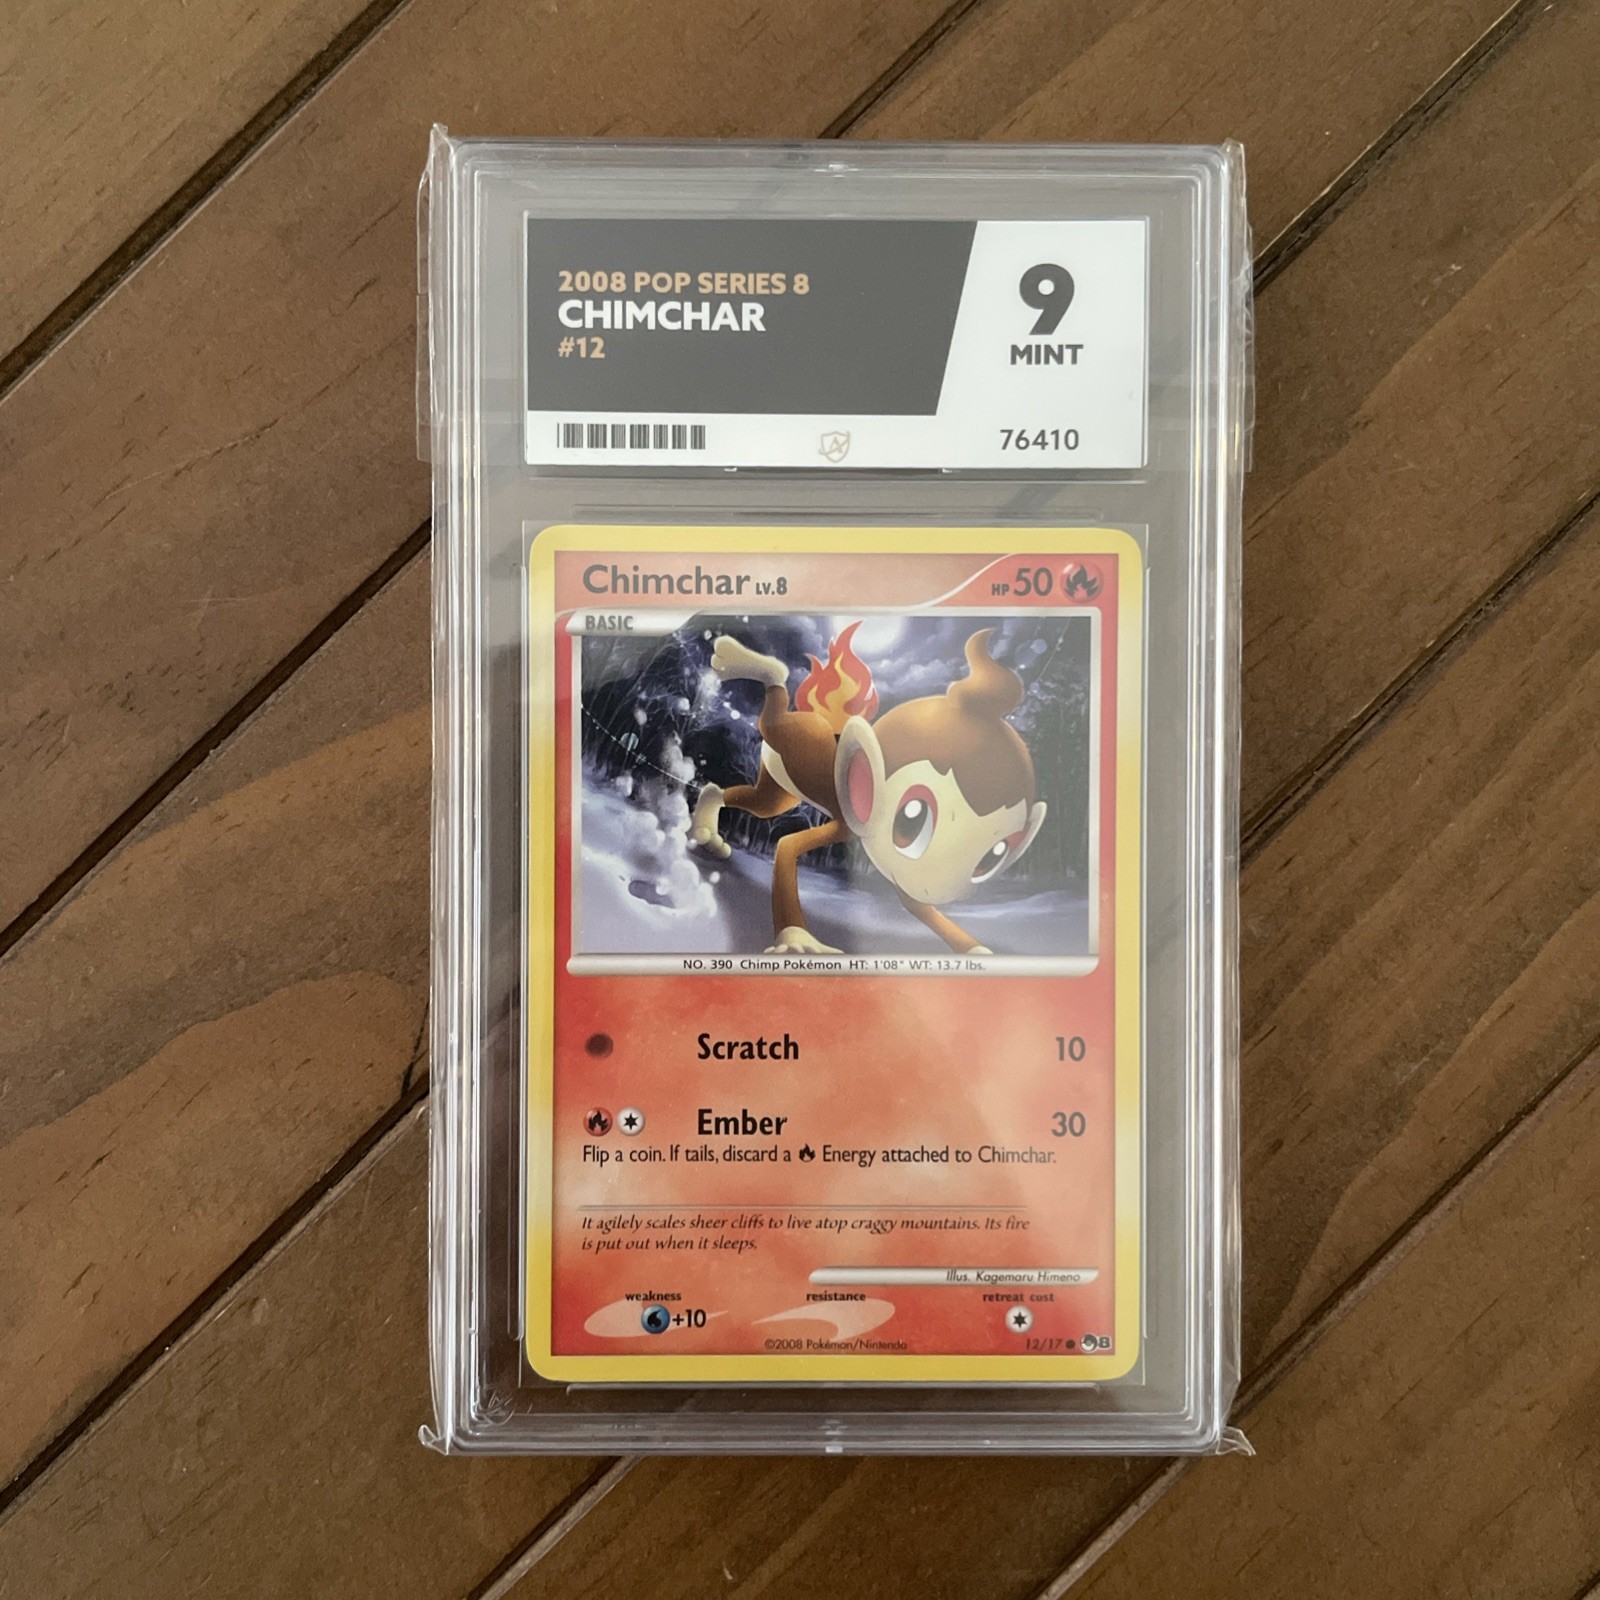 2008 POP SERIES 8
CHIMCHAR
#12
9
MINT
76410
Chimchar LV.8 HP 50
BASIC
NO. 390 Chimp Pokémon HT: 1'08" WT: 13.7 lbs.
Scratch 10
Ember 30
Flip a coin. If tails, discard a Energy attached to Chimchar.
It agilely scales sheer cliffs to live atop craggy mountains. Its fire
is put out when it sleeps.
Illus. Kagemaru Himeno
weakness resistance retreat cost
+10
©2008 Pokémon/Nintendo 12/17 8